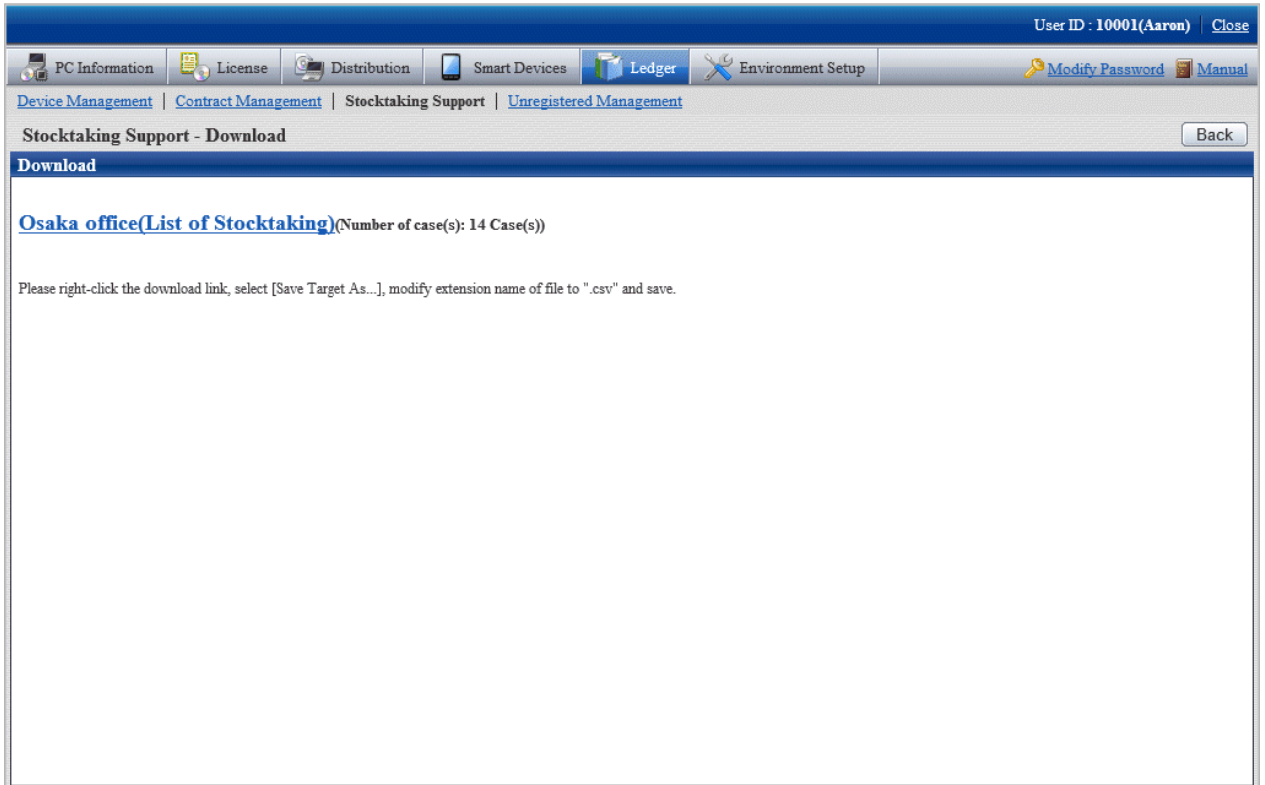 User ID : 10001(Aaron) Close
PC Information License Distribution Smart Devices Ledger Environment Setup Modify Password Manual
Device Management | Contract Management | Stocktaking Support | Unregistered Management
Stocktaking Support - Download Back
Download
Osaka office(List of Stocktaking)(Number of case(s): 14 Case(s))
Please right-click the download link, select [Save Target As...], modify extension name of file to ".csv" and save.